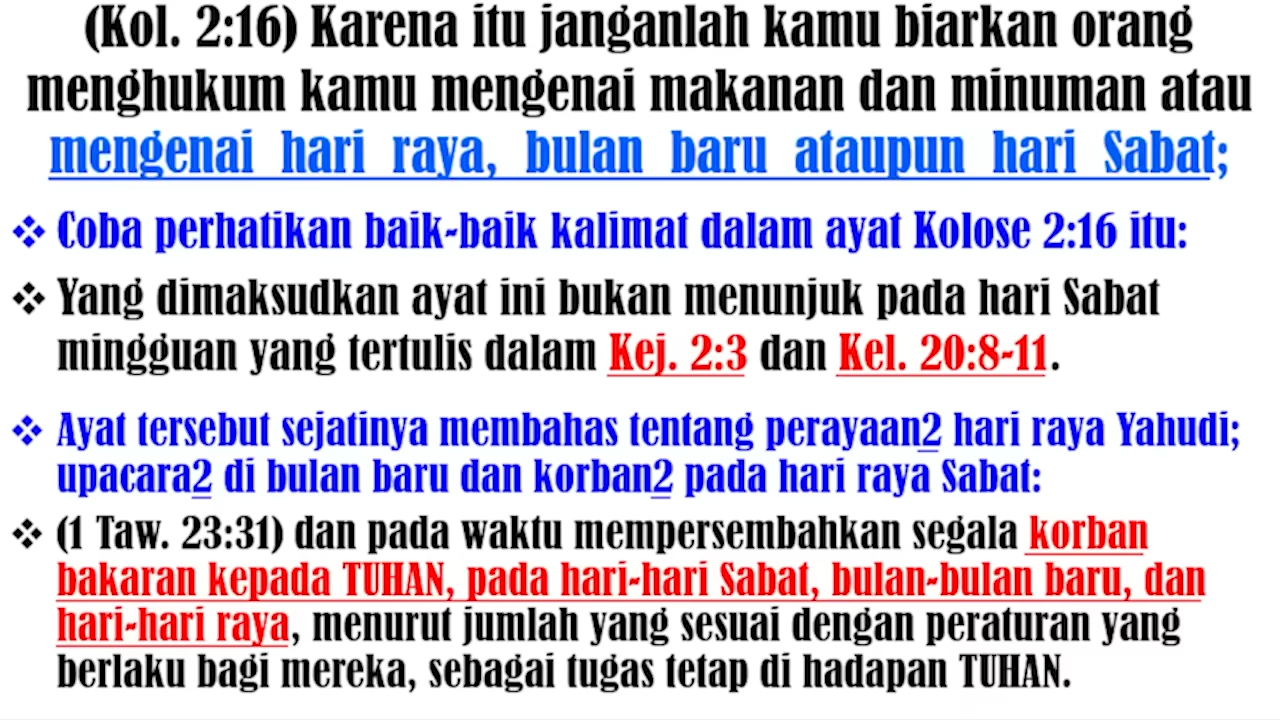 (Kol. 2:16) Karena itu janganlah kamu biarkan orang
menghukum kamu mengenai makanan dan minuman atau
mengenai hari raya, bulan baru ataupun hari Sabat;
❖ Coba perhatikan baik-baik kalimat dalam ayat Kolose 2:16 itu:
❖ Yang dimaksudkan ayat ini bukan menunjuk pada hari Sabat
mingguan yang tertulis dalam Kej. 2:3 dan Kel. 20:8-11.
❖ Ayat tersebut sejatinya membahas tentang perayaan2 hari raya Yahudi;
upacara2 di bulan baru dan korban2 pada hari raya Sabat:
❖ (1 Taw. 23:31) dan pada waktu mempersembahkan segala korban
bakaran kepada TUHAN, pada hari-hari Sabat, bulan-bulan baru, dan
hari-hari raya, menurut jumlah yang sesuai dengan peraturan yang
berlaku bagi mereka, sebagai tugas tetap di hadapan TUHAN.